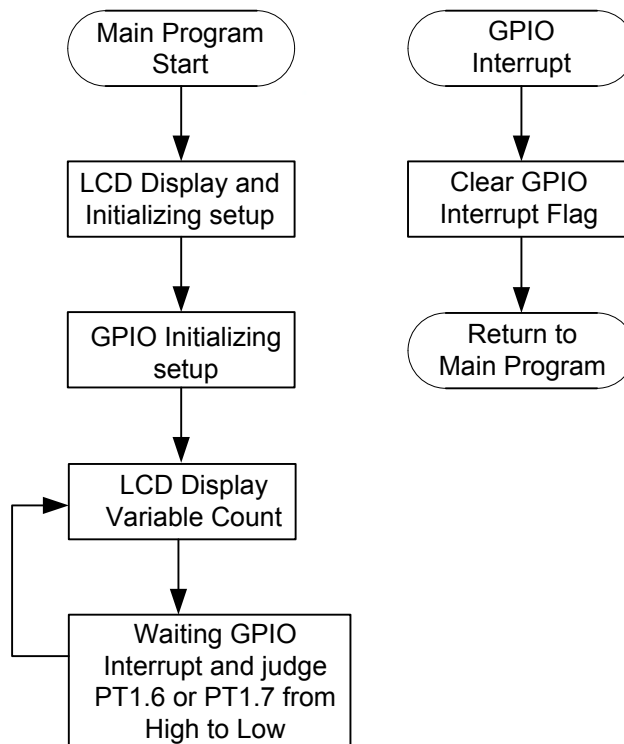 Main Program
Start
LCD Display and
Initializing setup
GPIO Initializing
setup
LCD Display
Variable Count
Waiting GPIO
Interrupt and judge
PT1.6 or PT1.7 from
High to Low
GPIO
Interrupt
Clear GPIO
Interrupt Flag
Return to
Main Program